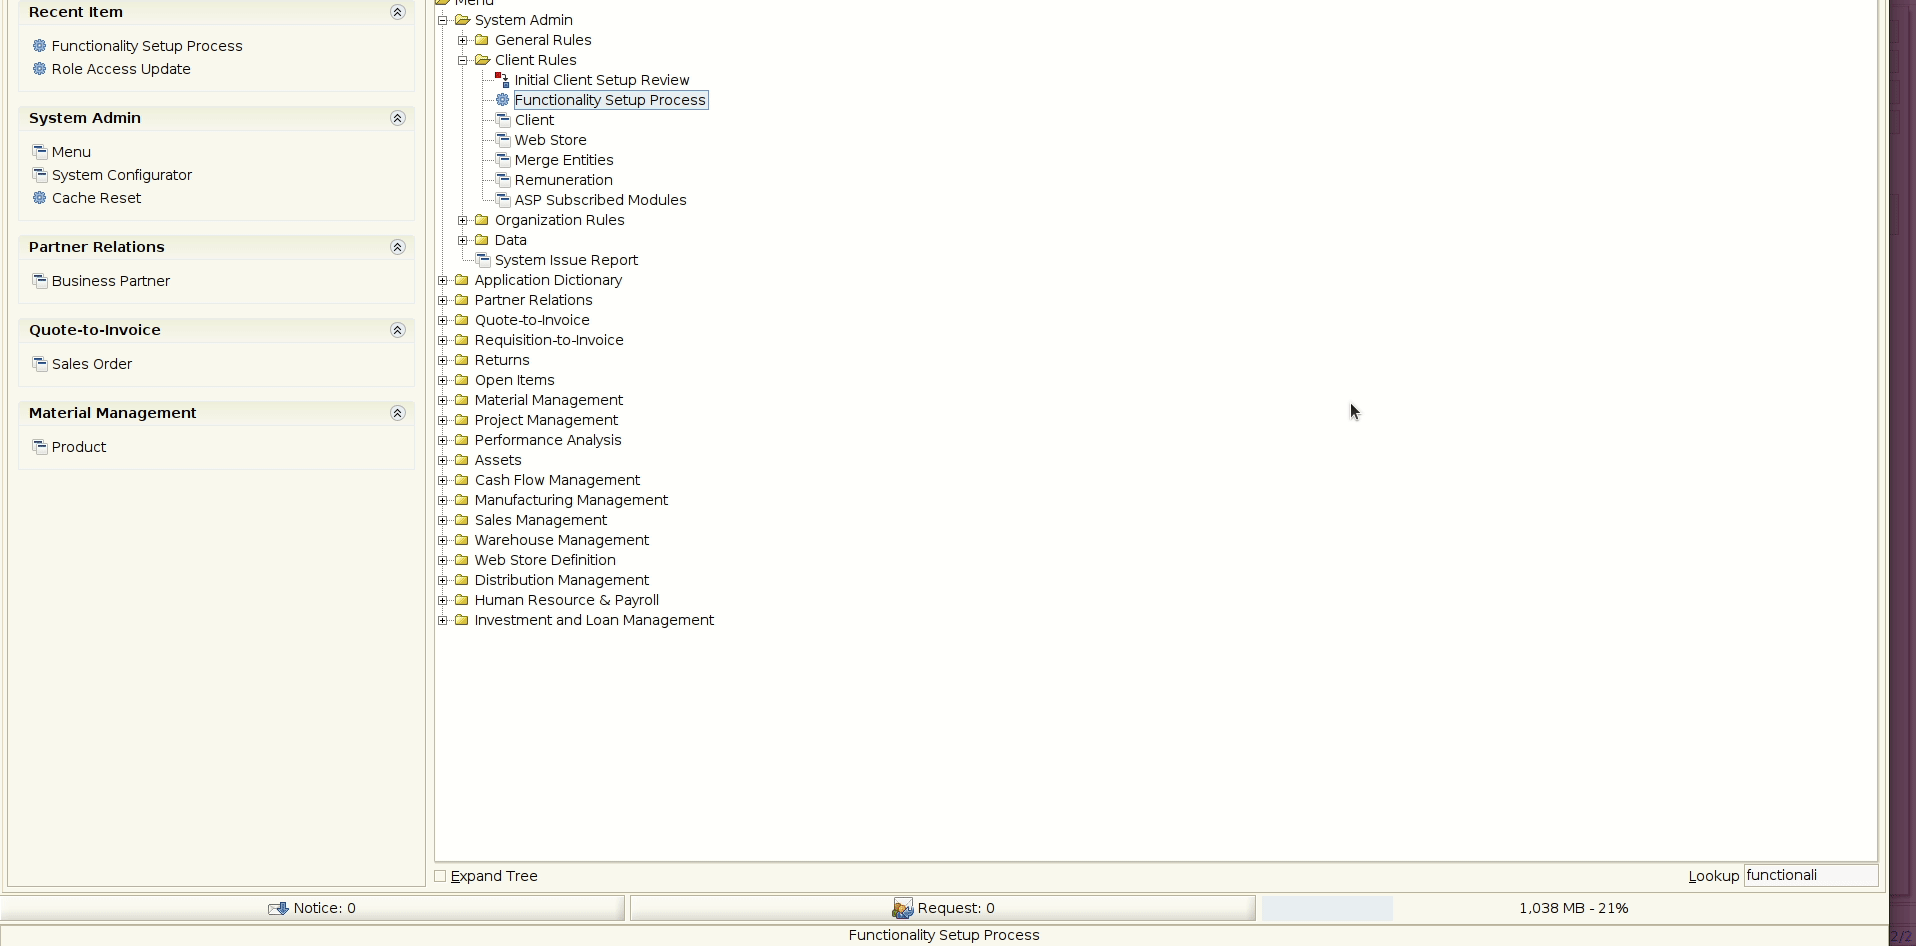 Recent Item
Functionality Setup Process
Role Access Update
System Admin
Menu
System Configurator
Cache Reset
Partner Relations
Business Partner
Quote-to-Invoice
Sales Order
Material Management
Product
Menu
System Admin
General Rules
Client Rules
Initial Client Setup Review
Functionality Setup Process
Client
Web Store
Merge Entities
Remuneration
ASP Subscribed Modules
Organization Rules
Data
System Issue Report
Application Dictionary
Partner Relations
Quote-to-Invoice
Requisition-to-Invoice
Returns
Open Items
Material Management
Project Management
Performance Analysis
Assets
Cash Flow Management
Manufacturing Management
Sales Management
Warehouse Management
Web Store Definition
Distribution Management
Human Resource & Payroll
Investment and Loan Management
Expand Tree
Lookup functionali
Notice: 0
Request: 0
1,038 MB - 21%
Functionality Setup Process
2/2